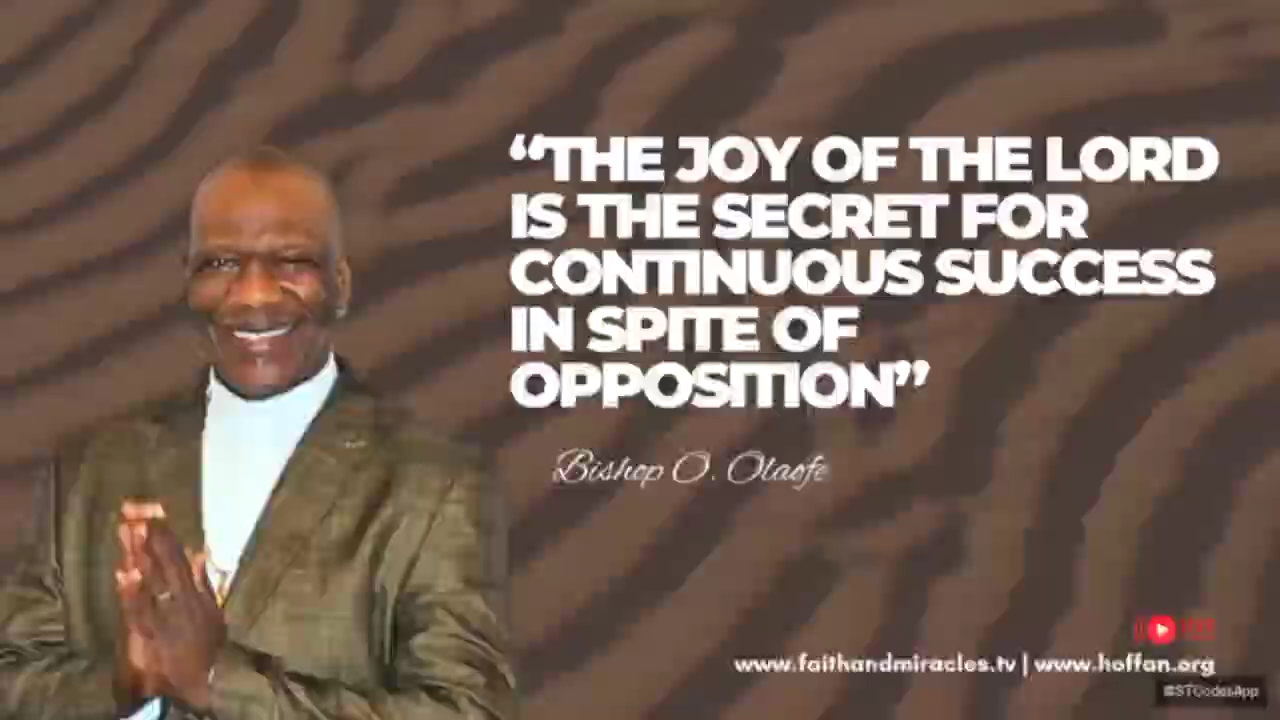 “THE JOY OF THE LORD
IS THE SECRET FOR
CONTINUOUS SUCCESS
IN SPITE OF
OPPOSITION”
Bishop O. Olaofe
www.faithandmiracles.tv | www.hoffan.org
#STCodesApp